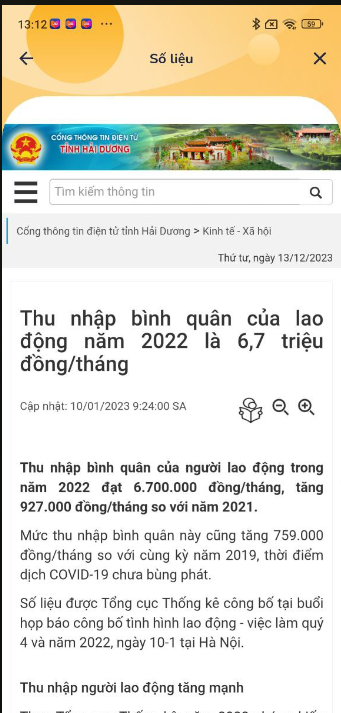 13:12
59
Số liệu
CỔNG THÔNG TIN ĐIỆN TỬ
TỈNH HẢI DƯƠNG
Tìm kiếm thông tin
Cổng thông tin điện tử tỉnh Hải Dương > Kinh tế - Xã hội
Thứ tư, ngày 13/12/2023
Thu nhập bình quân của lao
động năm 2022 là 6,7 triệu
đồng/tháng
Cập nhật: 10/01/2023 9:24:00 SA
Thu nhập bình quân của người lao động trong
năm 2022 đạt 6.700.000 đồng/tháng, tăng
927.000 đồng/tháng so với năm 2021.
Mức thu nhập bình quân này cũng tăng 759.000
đồng/tháng so với cùng kỳ năm 2019, thời điểm
dịch COVID-19 chưa bùng phát.
Số liệu được Tổng cục Thống kê công bố tại buổi
họp báo công bố tình hình lao động - việc làm quý
4 và năm 2022, ngày 10-1 tại Hà Nội.
Thu nhập người lao động tăng mạnh